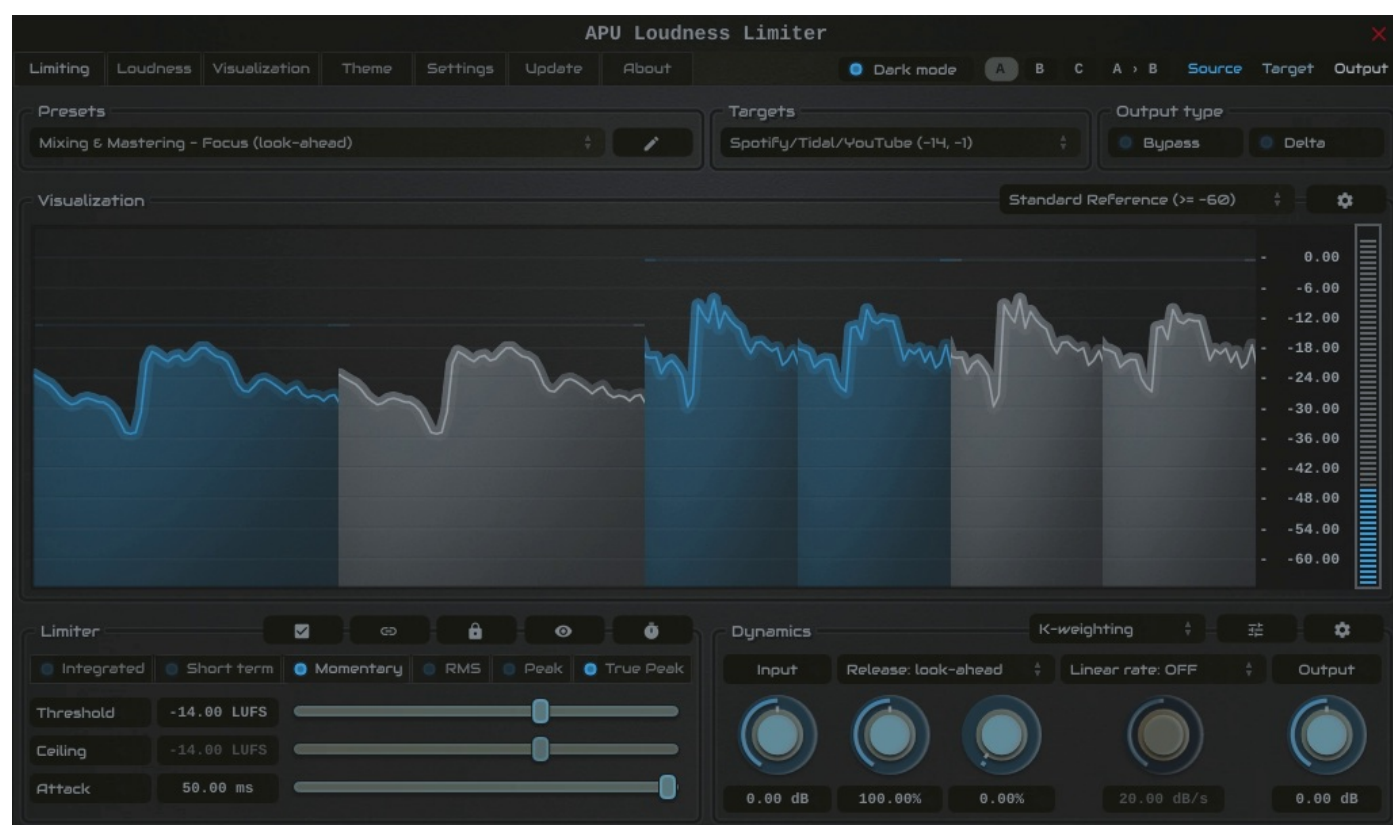 APU Loudness Limiter
Limiting Loudness Visualization Theme Settings Update About Dark mode A B C A › B Source Target Output
Presets Targets Output type
Mixing & Mastering - Focus (look-ahead) Spotify/Tidal/YouTube (-14, -1) Bypass Delta
Visualization Standard Reference (>= -60)
- 0.00
- -6.00
- -12.00
- -18.00
- -24.00
- -30.00
- -36.00
- -42.00
- -48.00
- -54.00
- -60.00
Limiter Dynamics K-weighting
Integrated Short term Momentary RMS Peak True Peak Input Release: look-ahead Linear rate: OFF Output
Threshold -14.00 LUFS
Ceiling -14.00 LUFS
Attack 50.00 ms
0.00 dB 100.00% 0.00% 20.00 dB/s 0.00 dB